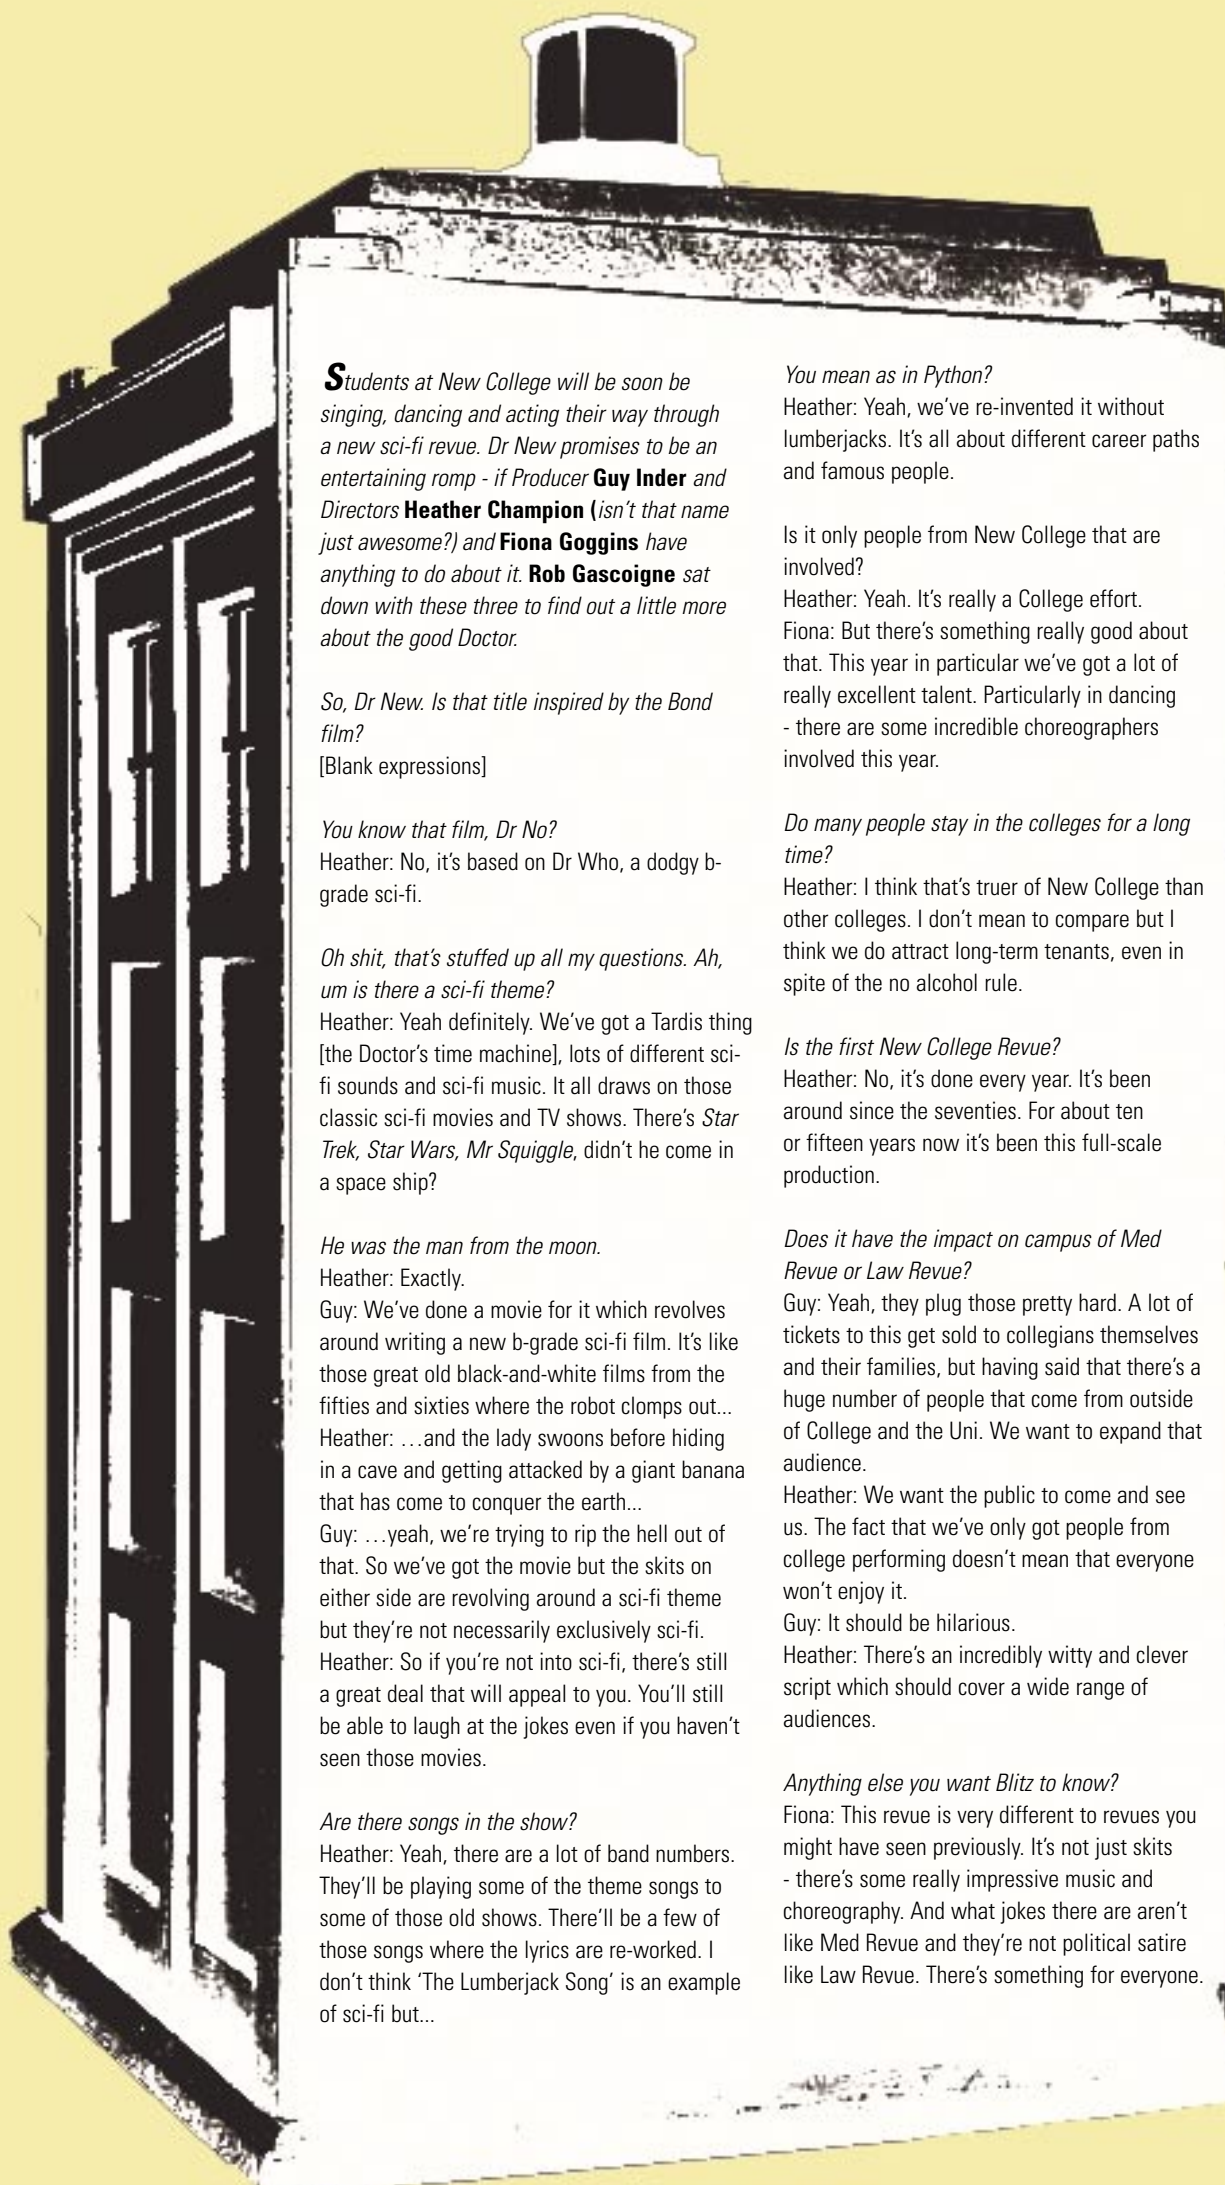 Students at New College will be soon be
singing, dancing and acting their way through
a new sci-fi revue. Dr New promises to be an
entertaining romp - if Producer Guy Inder and
Directors Heather Champion (isn't that name
just awesome?) and Fiona Goggins have
anything to do about it. Rob Gascoigne sat
down with these three to find out a little more
about the good Doctor.

So, Dr New. Is that title inspired by the Bond
film?
[Blank expressions]

You know that film, Dr No?
Heather: No, it's based on Dr Who, a dodgy b-
grade sci-fi.

Oh shit, that's stuffed up all my questions. Ah,
um is there a sci-fi theme?
Heather: Yeah definitely. We've got a Tardis thing
[the Doctor's time machine], lots of different sci-
fi sounds and sci-fi music. It all draws on those
classic sci-fi movies and TV shows. There's Star
Trek, Star Wars, Mr Squiggle, didn't he come in
a space ship?

He was the man from the moon.
Heather: Exactly.
Guy: We've done a movie for it which revolves
around writing a new b-grade sci-fi film. It's like
those great old black-and-white films from the
fifties and sixties where the robot clomps out...
Heather: …and the lady swoons before hiding
in a cave and getting attacked by a giant banana
that has come to conquer the earth...
Guy: …yeah, we're trying to rip the hell out of
that. So we've got the movie but the skits on
either side are revolving around a sci-fi theme
but they're not necessarily exclusively sci-fi.
Heather: So if you're not into sci-fi, there's still
a great deal that will appeal to you. You'll still
be able to laugh at the jokes even if you haven't
seen those movies.

Are there songs in the show?
Heather: Yeah, there are a lot of band numbers.
They'll be playing some of the theme songs to
some of those old shows. There'll be a few of
those songs where the lyrics are re-worked. I
don't think 'The Lumberjack Song' is an example
of sci-fi but...

You mean as in Python?
Heather: Yeah, we've re-invented it without
lumberjacks. It's all about different career paths
and famous people.

Is it only people from New College that are
involved?
Heather: Yeah. It's really a College effort.
Fiona: But there's something really good about
that. This year in particular we've got a lot of
really excellent talent. Particularly in dancing
- there are some incredible choreographers
involved this year.

Do many people stay in the colleges for a long
time?
Heather: I think that's truer of New College than
other colleges. I don't mean to compare but I
think we do attract long-term tenants, even in
spite of the no alcohol rule.

Is the first New College Revue?
Heather: No, it's done every year. It's been
around since the seventies. For about ten
or fifteen years now it's been this full-scale
production.

Does it have the impact on campus of Med
Revue or Law Revue?
Guy: Yeah, they plug those pretty hard. A lot of
tickets to this get sold to collegians themselves
and their families, but having said that there's a
huge number of people that come from outside
of College and the Uni. We want to expand that
audience.
Heather: We want the public to come and see
us. The fact that we've only got people from
college performing doesn't mean that everyone
won't enjoy it.
Guy: It should be hilarious.
Heather: There's an incredibly witty and clever
script which should cover a wide range of
audiences.

Anything else you want Blitz to know?
Fiona: This revue is very different to revues you
might have seen previously. It's not just skits
- there's some really impressive music and
choreography. And what jokes there are aren't
like Med Revue and they're not political satire
like Law Revue. There's something for everyone.